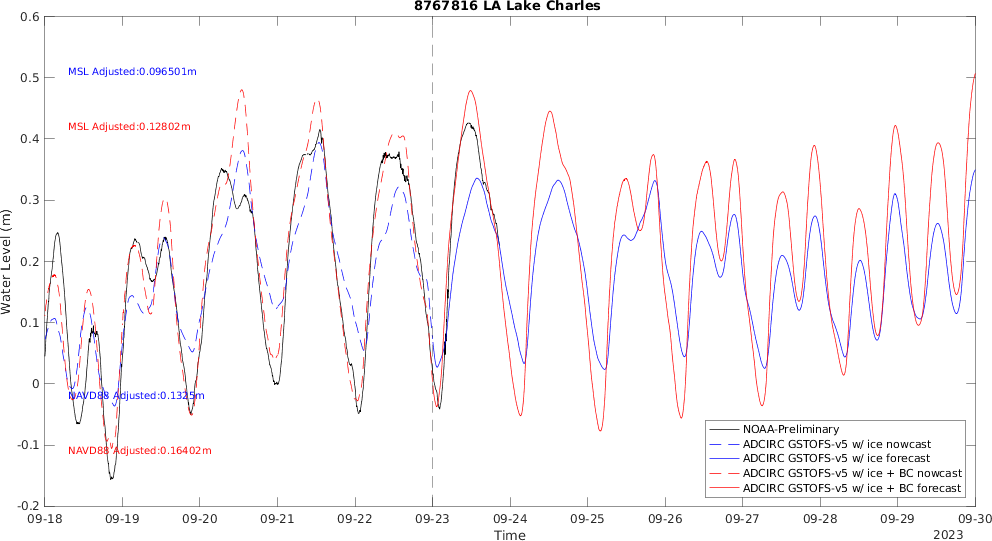 8767816 LA Lake Charles
0.6
0.5
0.4
0.3
0.2
0.1
0
-0.1
-0.2
Water Level (m)
MSL Adjusted:0.096501m
MSL Adjusted:0.12802m
NAVD88 Adjusted:0.1325m
NAVD88 Adjusted:0.16402m
NOAA-Preliminary
ADCIRC GSTOFS-v5 w/ ice nowcast
ADCIRC GSTOFS-v5 w/ ice forecast
ADCIRC GSTOFS-v5 w/ ice + BC nowcast
ADCIRC GSTOFS-v5 w/ ice + BC forecast
09-18 09-19 09-20 09-21 09-22 09-23 09-24 09-25 09-26 09-27 09-28 09-29 09-30
Time
2023